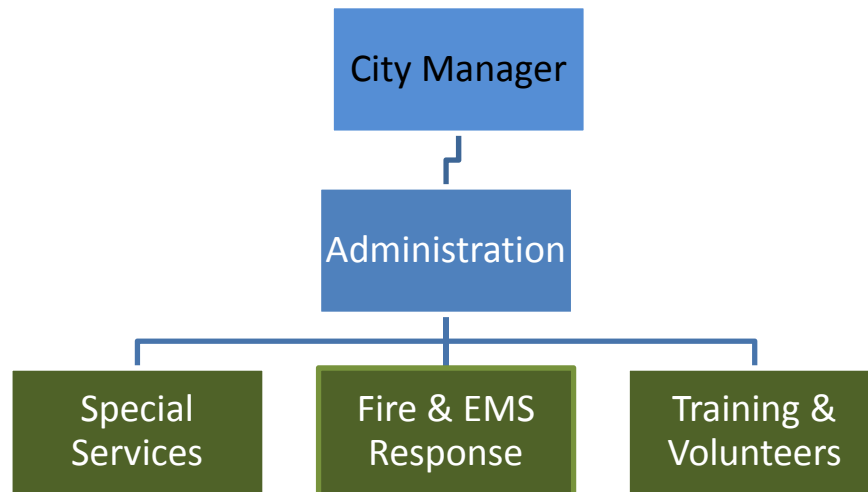 City Manager
Administration
Special
Services
Fire & EMS
Response
Training &
Volunteers